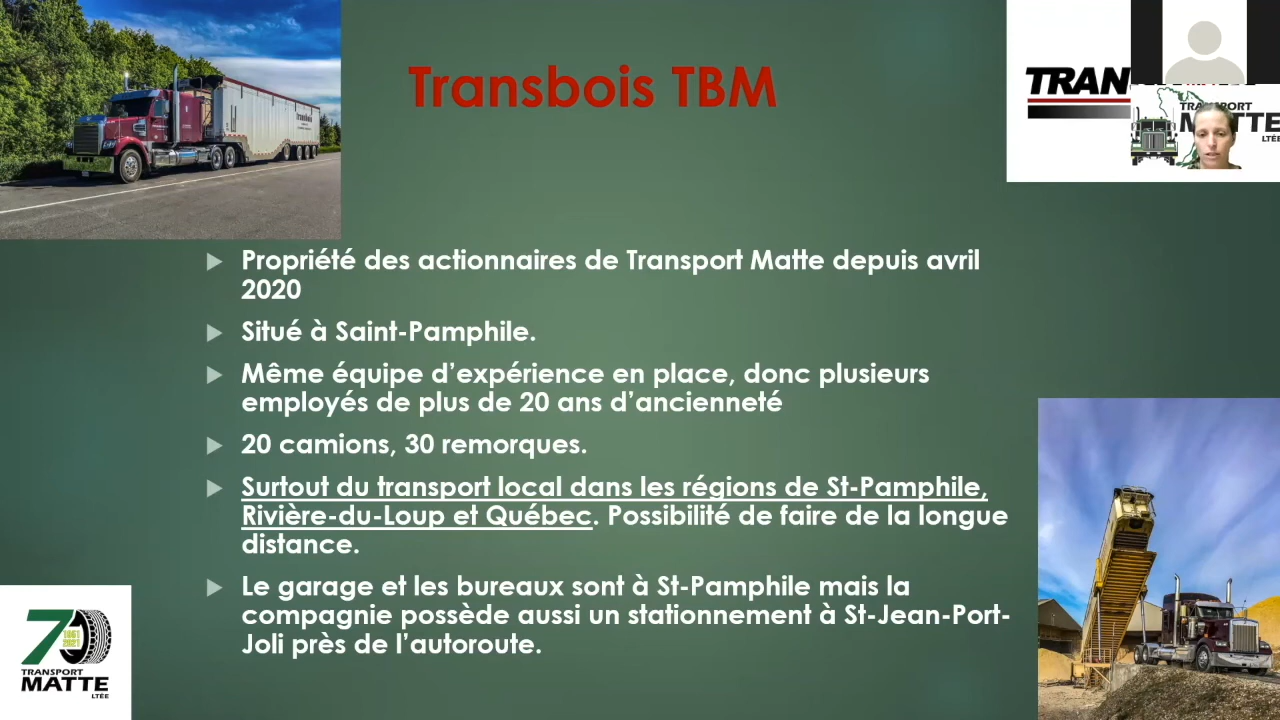 Transbois TBM
TRAN
TRANSPORT
MATTE
LTÉE
Propriété des actionnaires de Transport Matte depuis avril
2020
Situé à Saint-Pamphile.
Même équipe d’expérience en place, donc plusieurs
employés de plus de 20 ans d’ancienneté
20 camions, 30 remorques.
Surtout du transport local dans les régions de St-Pamphile,
Rivière-du-Loup et Québec. Possibilité de faire de la longue
distance.
Le garage et les bureaux sont à St-Pamphile mais la
compagnie possède aussi un stationnement à St-Jean-Port-
Joli près de l'autoroute.
70
1951
2021
TRANSPORT
MATTE
LTÉE